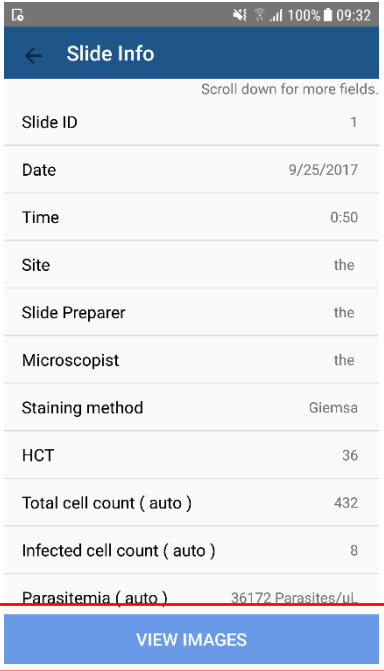 100% 09:32
Slide Info
Scroll down for more fields.
Slide ID 1
Date 9/25/2017
Time 0:50
Site the
Slide Preparer the
Microscopist the
Staining method Giemsa
HCT 36
Total cell count ( auto ) 432
Infected cell count ( auto ) 8
Parasitemia ( auto ) 36172 Parasites/µL
VIEW IMAGES